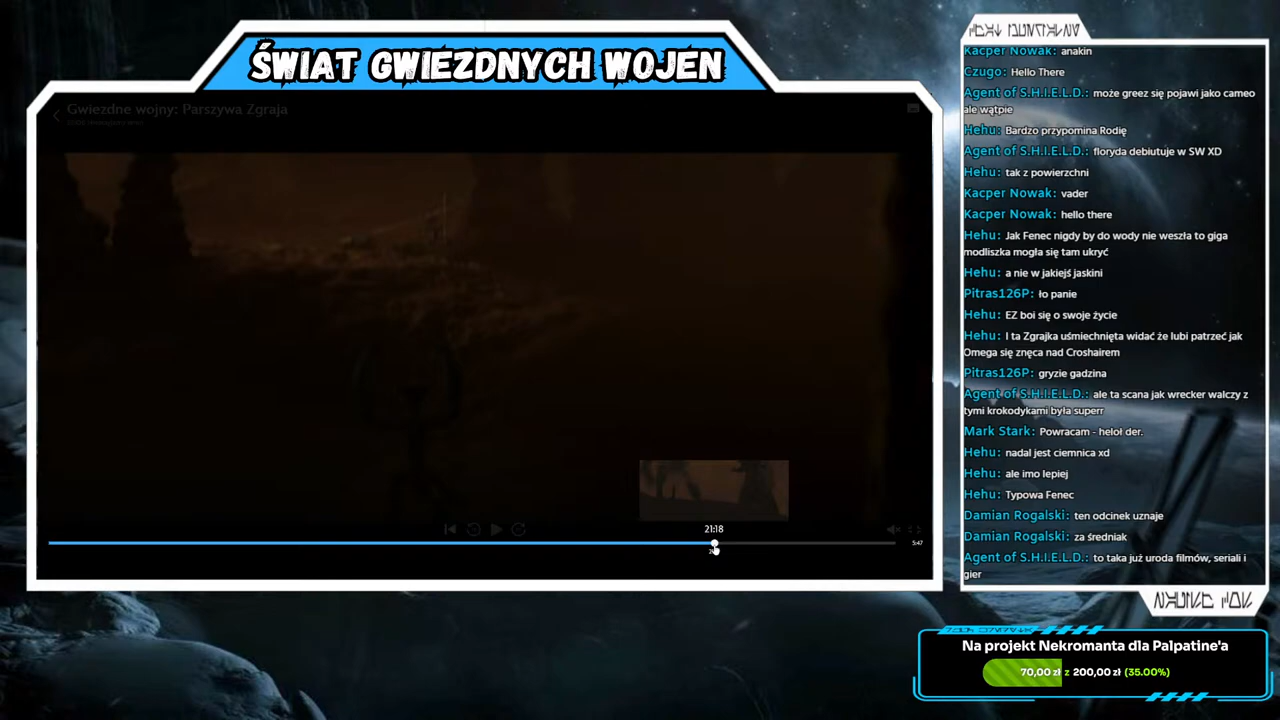 ŚWIAT GWIEZDNYCH WOJEN
Gwiezdne wojny: Parszywa Zgraja
21:18
5:47
Kacper Nowak: anakin
Czugo: Hello There
Agent of S.H.I.E.L.D.: może greez się pojawi jako cameo
ale wątpie
Hehu: Bardzo przypomina Rodię
Agent of S.H.I.E.L.D.: floryda debiutuje w SW XD
Hehu: tak z powierzchni
Kacper Nowak: vader
Kacper Nowak: hello there
Hehu: Jak Fenec nigdy by do wody nie weszła to giga
modliszka mogła się tam ukryć
Hehu: a nie w jakiejś jaskini
Pitras126P: ło panie
Hehu: EZ boi się o swoje życie
Hehu: I ta Zgrajka uśmiechnięta widać że lubi patrzeć jak
Omega się znęca nad Croshairem
Pitras126P: gryzie gadzina
Agent of S.H.I.E.L.D.: ale ta scana jak wrecker walczy z
tymi krokodykami była superr
Mark Stark: Powracam - heloł der.
Hehu: nadal jest ciemnica xd
Hehu: ale imo lepiej
Hehu: Typowa Fenec
Damian Rogalski: ten odcinek uznaje
Damian Rogalski: za średniak
Agent of S.H.I.E.L.D.: to taka już uroda filmów, seriali i
gier
Na projekt Nekromanta dla Palpatine'a
70,00 zł z 200,00 zł (35.00%)